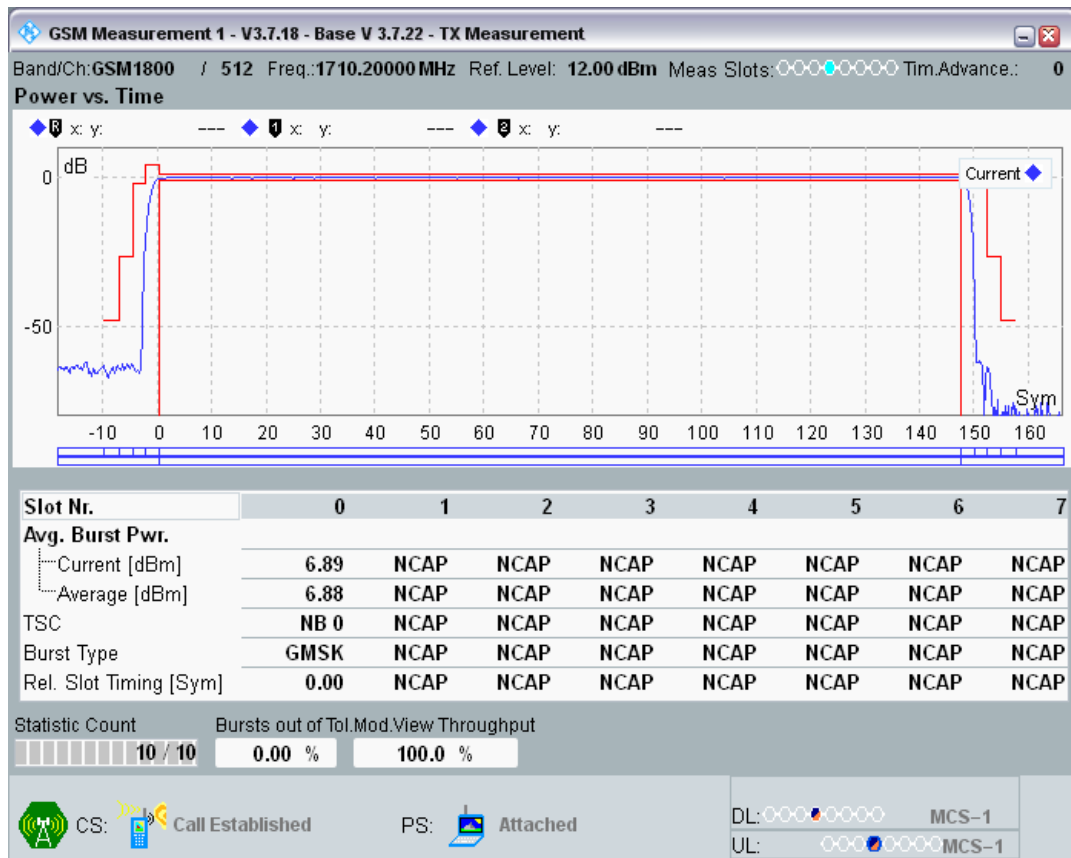 GSM Measurement 1 - V3.7.18 - Base V 3.7.22 - TX Measurement
Band/Ch:GSM1800 / 512 Freq.:1710.20000 MHz Ref. Level: 12.00 dBm Meas Slots: Tim.Advance.: 0
Power vs. Time
R x: y: --- 1 x: y: --- 2 x: y: ---
dB
Current
0
-50
Sym
-10 0 10 20 30 40 50 60 70 80 90 100 110 120 130 140 150 160
Slot Nr. 0 1 2 3 4 5 6 7
Avg. Burst Pwr.
Current [dBm] 6.89 NCAP NCAP NCAP NCAP NCAP NCAP NCAP
Average [dBm] 6.88 NCAP NCAP NCAP NCAP NCAP NCAP NCAP
TSC NB 0 NCAP NCAP NCAP NCAP NCAP NCAP NCAP
Burst Type GMSK NCAP NCAP NCAP NCAP NCAP NCAP NCAP
Rel. Slot Timing [Sym] 0.00 NCAP NCAP NCAP NCAP NCAP NCAP NCAP
Statistic Count Bursts out of Tol.Mod.View Throughput
10 / 10 0.00 % 100.0 %
CS: Call Established PS: Attached
DL: MCS-1
UL: MCS-1